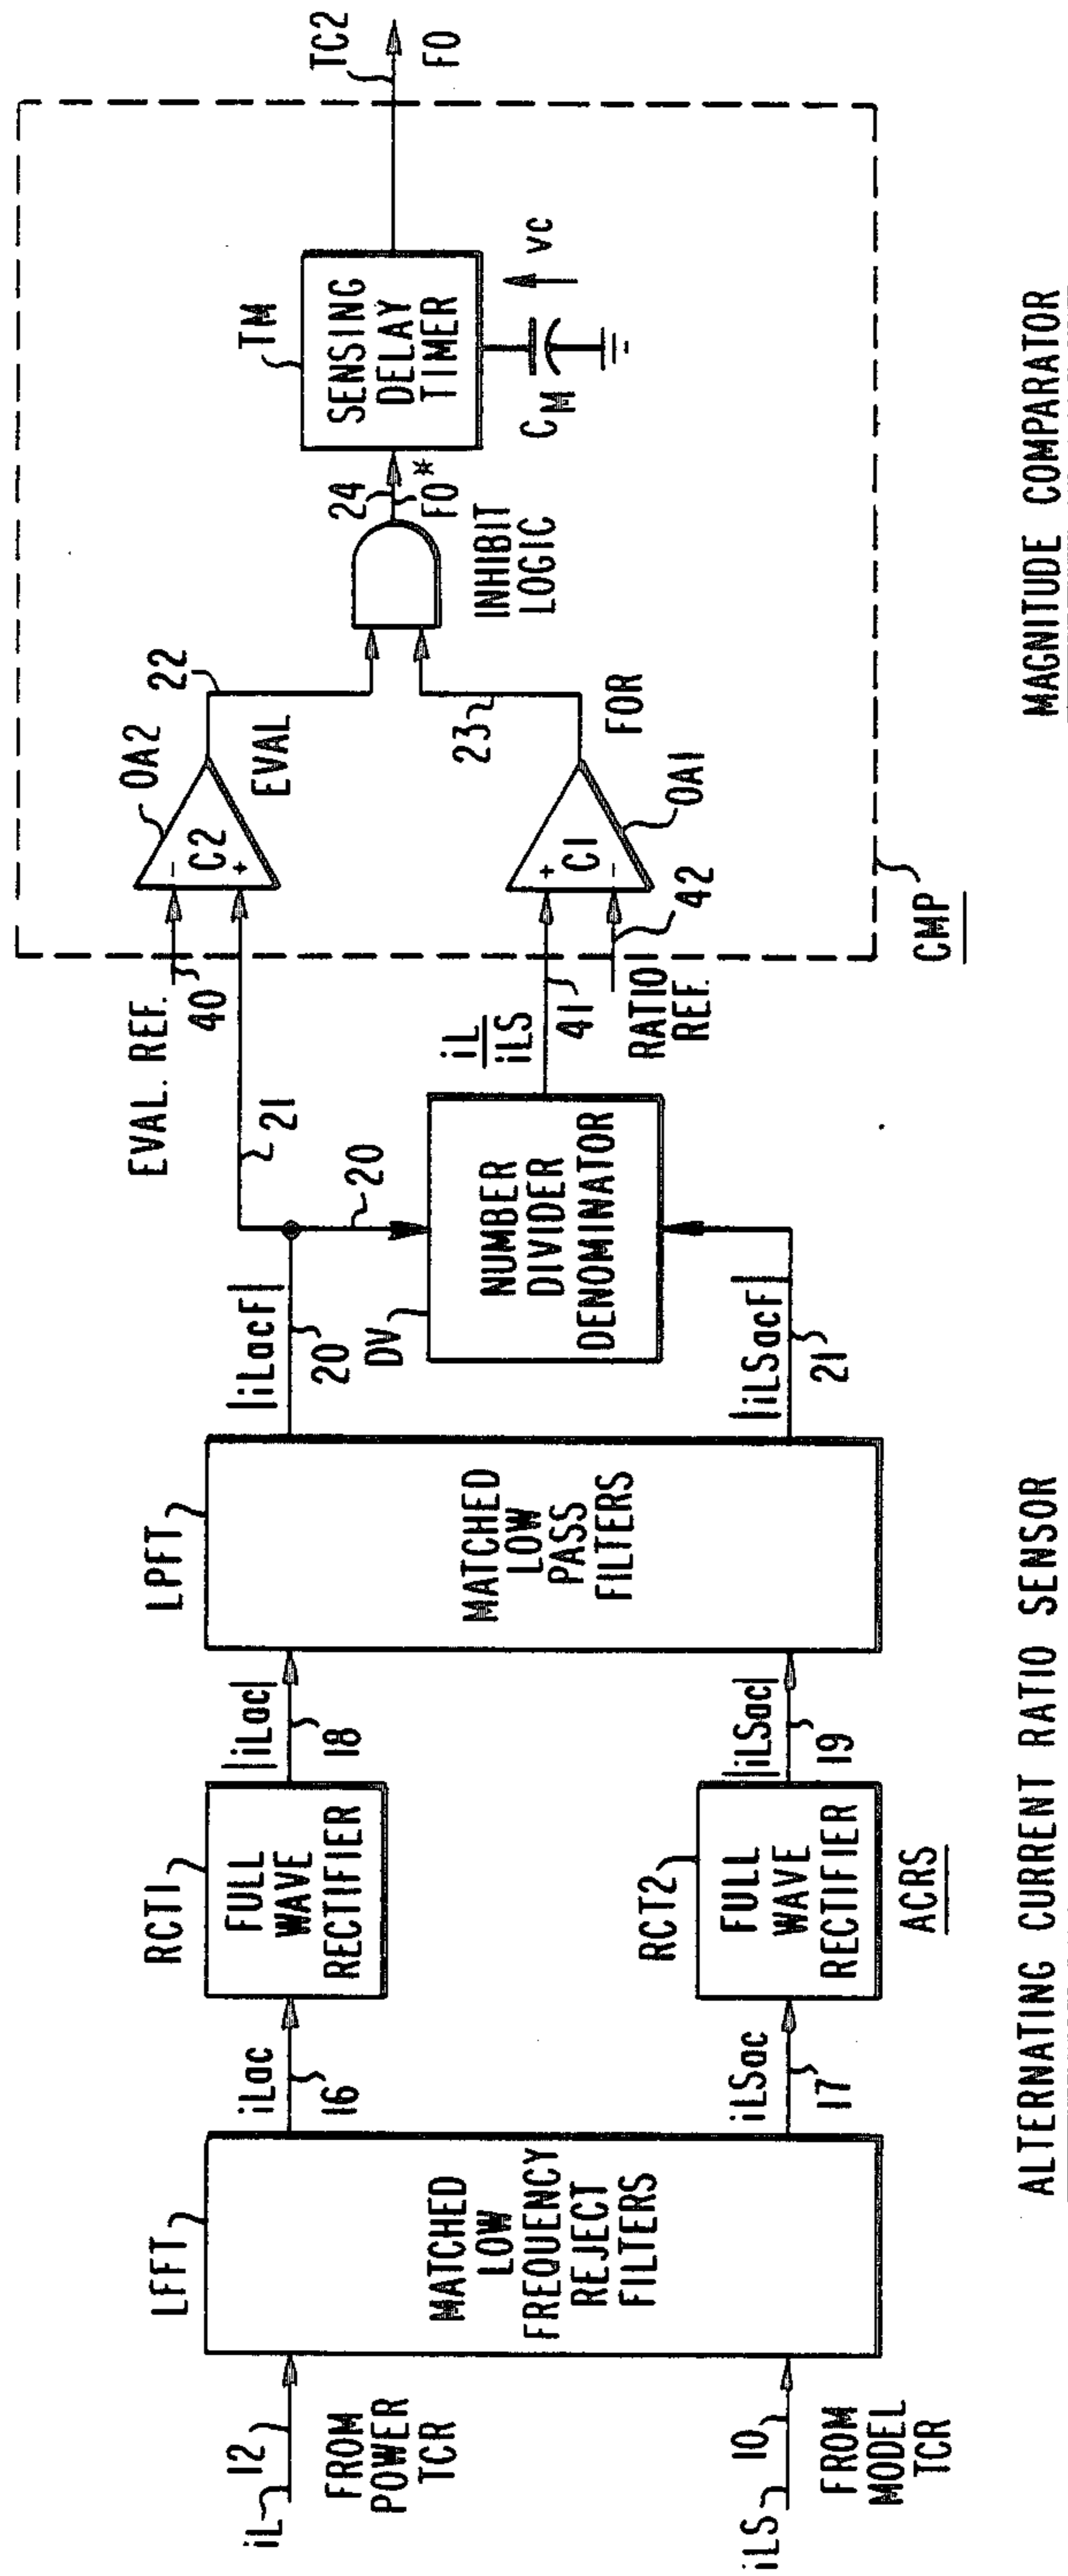 iL
12
FROM
POWER
TCR
iLS
10
FROM
MODEL
TCR
LFFT
MATCHED
LOW
FREQUENCY
REJECT
FILTERS
iLac
16
iLSac
17
RCT1
FULL
WAVE
RECTIFIER
RCT2
FULL
WAVE
RECTIFIER
ACRS
|iLac|
18
|iLSac|
19
LPFT
MATCHED
LOW
PASS
FILTERS
|iLacF|
20
|iLSacF|
21
DV
NUMBER
DIVIDER
DENOMINATOR
20
21
EVAL. REF.
40
iL
iLS
41
RATIO
REF.
42
CMP
OA2
-
C2
+
EVAL
22
+
C1
-
OA1
FOR
23
24
FO*
INHIBIT
LOGIC
TM
SENSING
DELAY
TIMER
CM
vc
TC2
FO
ALTERNATING CURRENT RATIO SENSOR
MAGNITUDE COMPARATOR